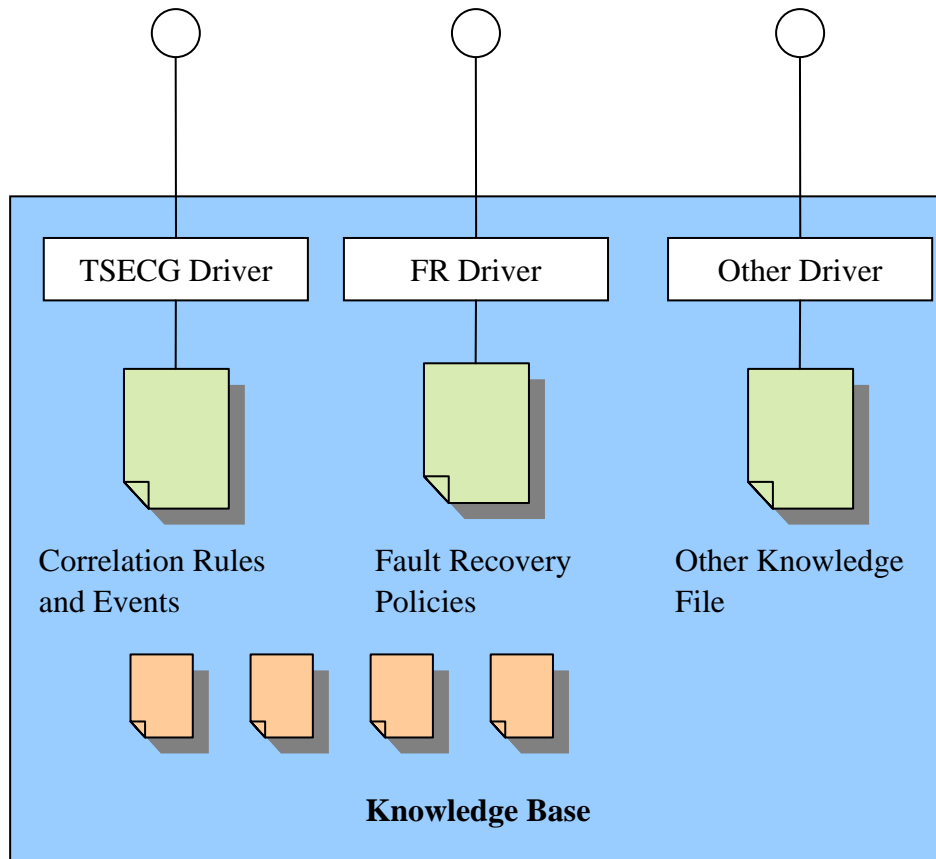 TSECG Driver
FR Driver
Other Driver
Correlation Rules
and Events
Fault Recovery
Policies
Other Knowledge
File
Knowledge Base